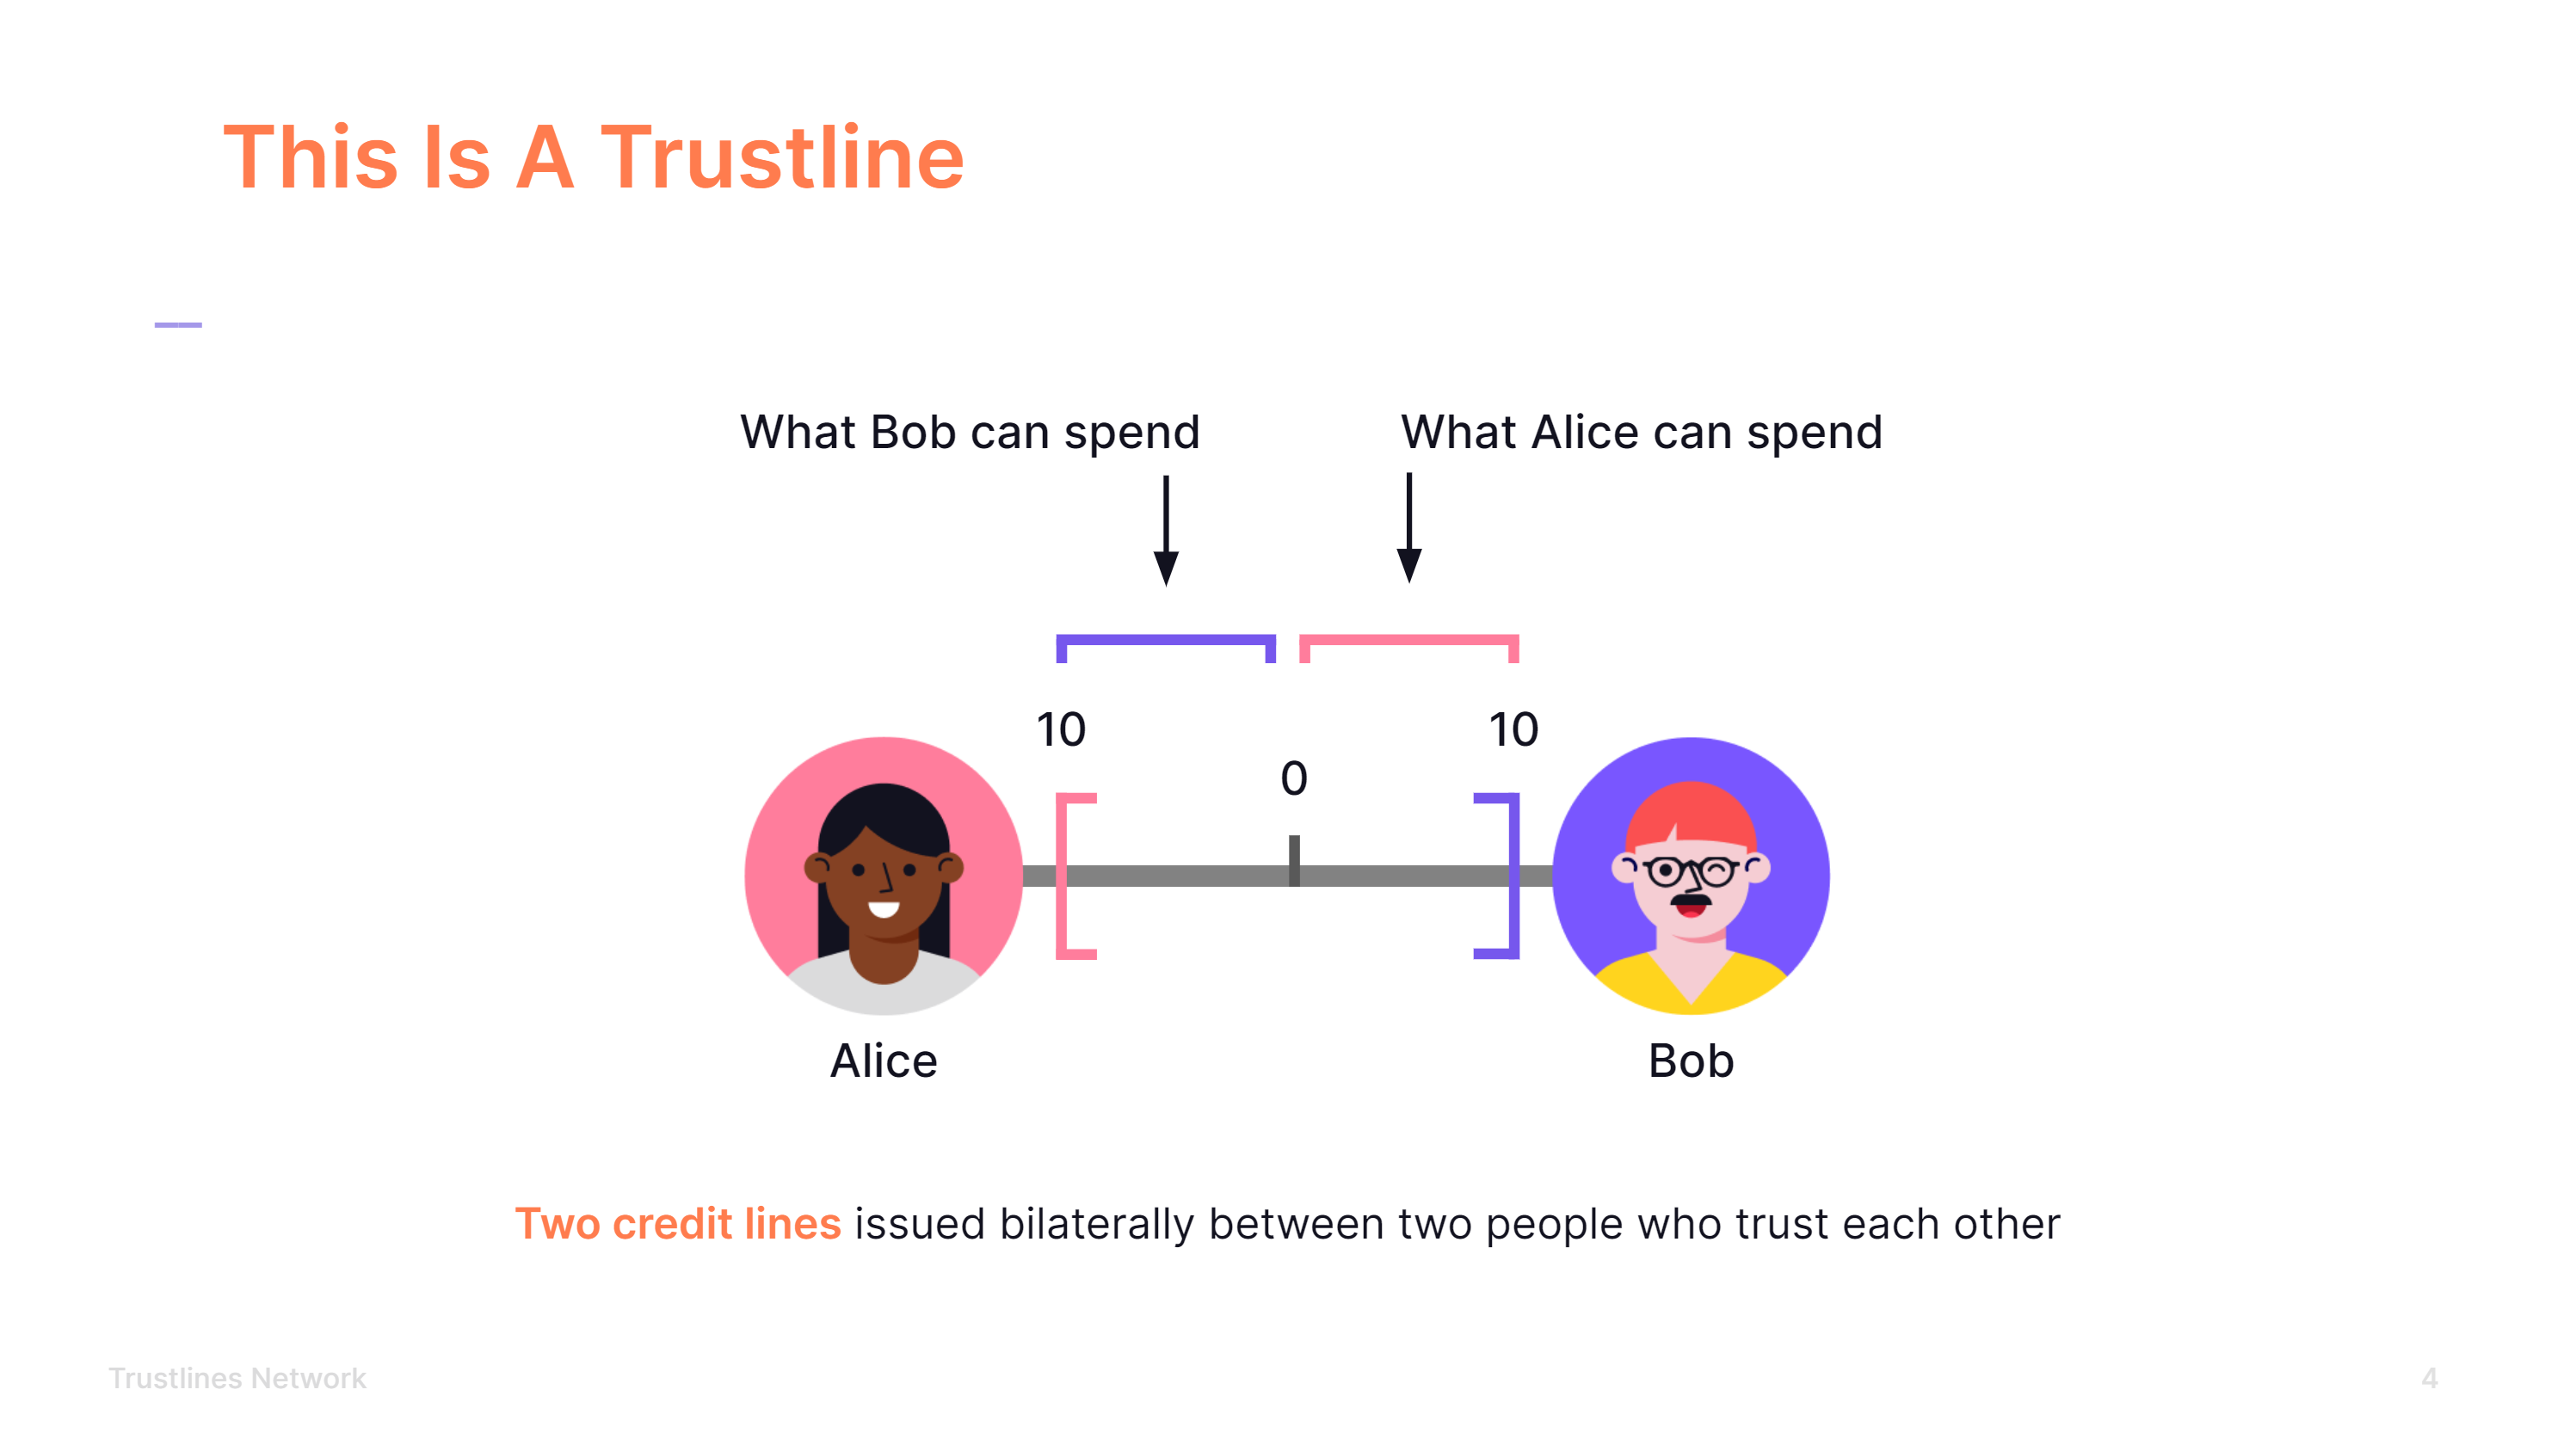 This Is A Trustline
What Bob can spend
What Alice can spend
10
10
0
Alice
Bob
Two credit lines issued bilaterally between two people who trust each other
Trustlines Network
4